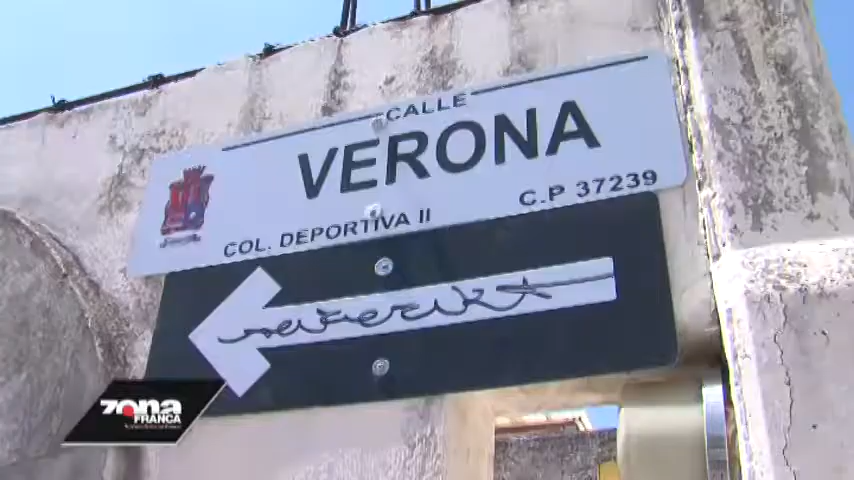 CALLE
VERONA
COL. DEPORTIVA II
C.P 37239
ZONA
FRANCA